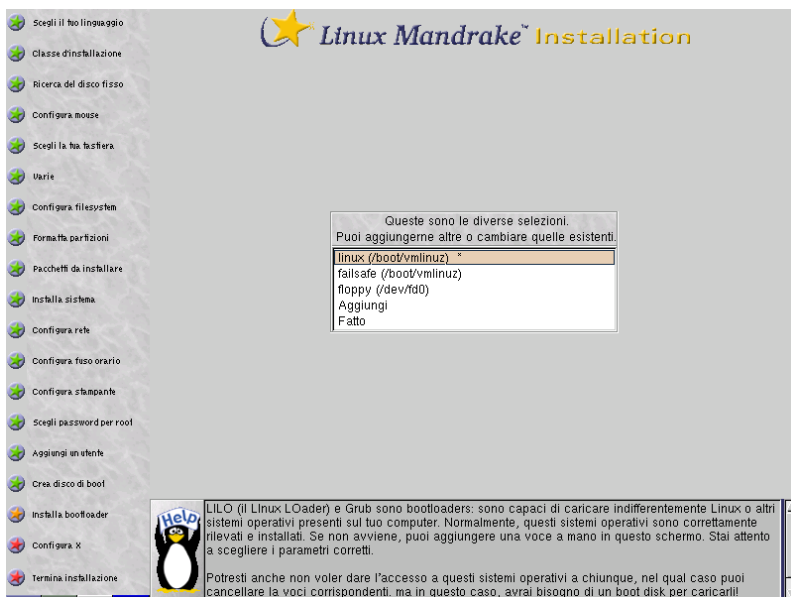 Linux Mandrake™ Installation
Scegli il tuo linguaggio
Classe d'installazione
Ricerca del disco fisso
Configura mouse
Scegli la tua tastiera
Varie
Configura filesystem
Formatta partizioni
Pacchetti da installare
Installa sistema
Configura rete
Configura fuso orario
Configura stampante
Scegli password per root
Aggiungi un utente
Crea disco di boot
Installa bootloader
Configura X
Termina installazione
Queste sono le diverse selezioni.
Puoi aggiungerne altre o cambiare quelle esistenti.
linux (/boot/vmlinuz) *
failsafe (/boot/vmlinuz)
floppy (/dev/fd0)
Aggiungi
Fatto
Help
LILO (il LInux LOader) e Grub sono bootloaders: sono capaci di caricare indifferentemente Linux o altri
sistemi operativi presenti sul tuo computer. Normalmente, questi sistemi operativi sono correttamente
rilevati e installati. Se non avviene, puoi aggiungere una voce a mano in questo schermo. Stai attento
a scegliere i parametri corretti.
Potresti anche non voler dare l'accesso a questi sistemi operativi a chiunque, nel qual caso puoi
cancellare la voci corrispondenti. ma in questo caso, avrai bisogno di un boot disk per caricarli!